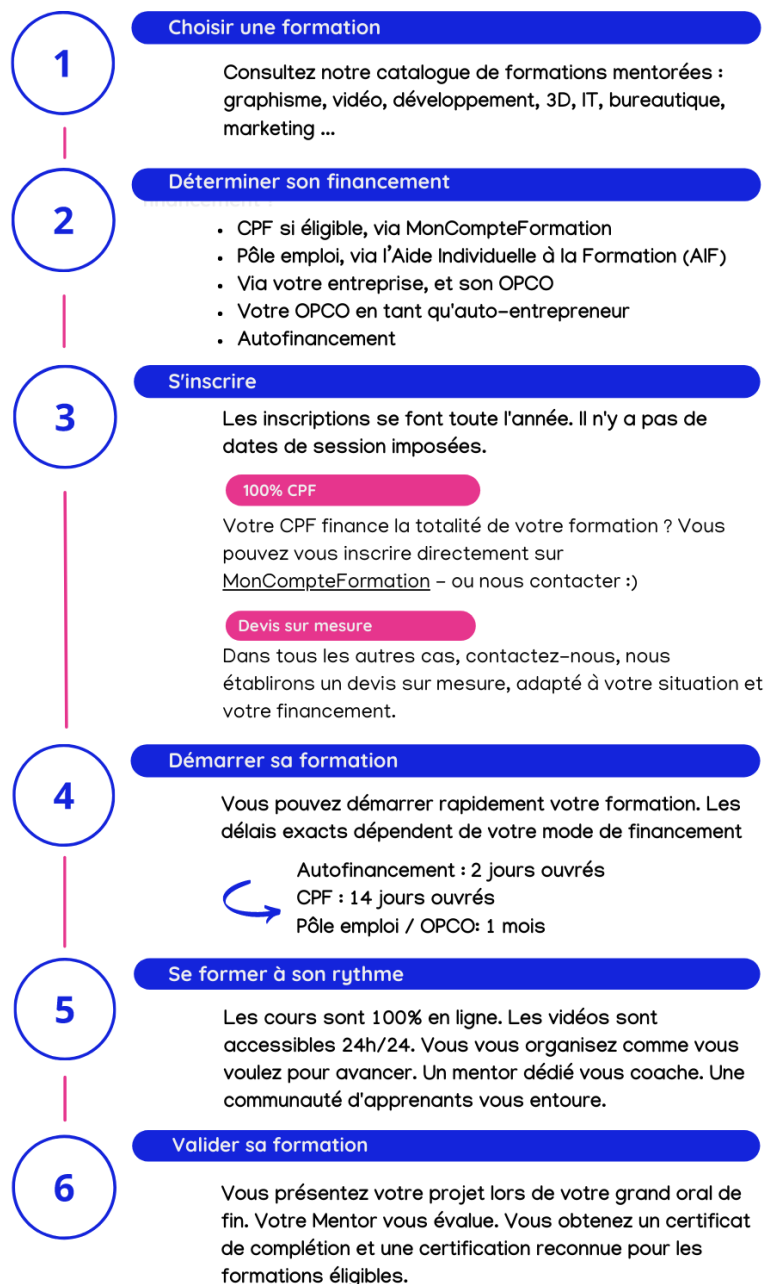 1
Choisir une formation
Consultez notre catalogue de formations mentorées :
graphisme, vidéo, développement, 3D, IT, bureautique,
marketing ...
2
Déterminer son financement
financement ?
• CPF si éligible, via MonCompteFormation
• Pôle emploi, via l’Aide Individuelle à la Formation (AIF)
• Via votre entreprise, et son OPCO
• Votre OPCO en tant qu'auto-entrepreneur
• Autofinancement
3
S'inscrire
Les inscriptions se font toute l'année. Il n'y a pas de
dates de session imposées.
100% CPF
Votre CPF finance la totalité de votre formation ? Vous
pouvez vous inscrire directement sur
MonCompteFormation - ou nous contacter :)
Devis sur mesure
Dans tous les autres cas, contactez-nous, nous
établirons un devis sur mesure, adapté à votre situation et
votre financement.
4
Démarrer sa formation
Vous pouvez démarrer rapidement votre formation. Les
délais exacts dépendent de votre mode de financement
Autofinancement : 2 jours ouvrés
CPF : 14 jours ouvrés
Pôle emploi / OPCO: 1 mois
5
Se former à son rythme
Les cours sont 100% en ligne. Les vidéos sont
accessibles 24h/24. Vous vous organisez comme vous
voulez pour avancer. Un mentor dédié vous coache. Une
communauté d'apprenants vous entoure.
6
Valider sa formation
Vous présentez votre projet lors de votre grand oral de
fin. Votre Mentor vous évalue. Vous obtenez un certificat
de complétion et une certification reconnue pour les
formations éligibles.